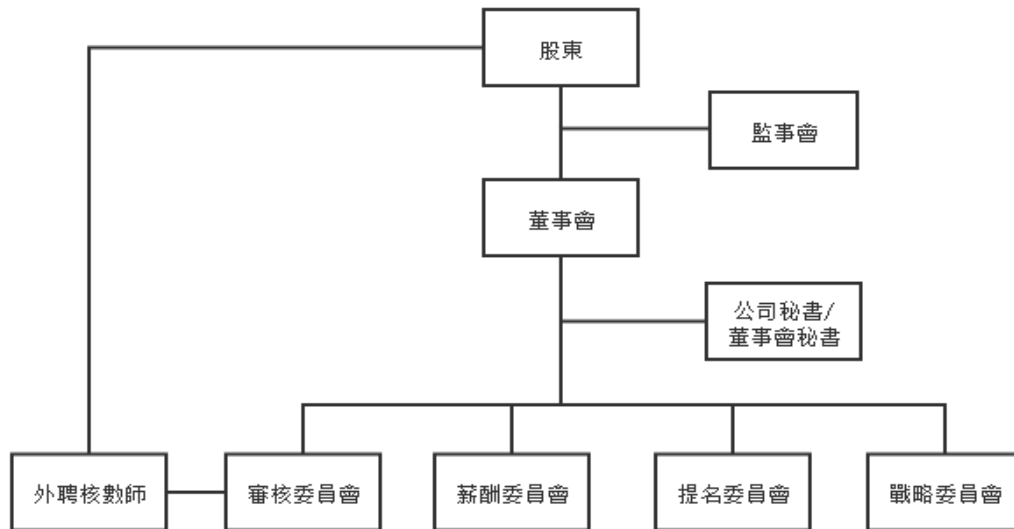 股東
監事會
董事會
公司秘書/
董事會秘書
外聘核數師
審核委員會
薪酬委員會
提名委員會
戰略委員會